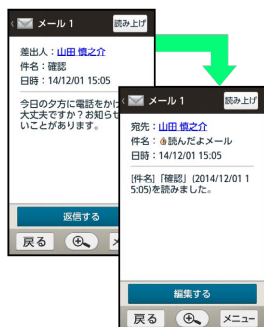 メール 1
読み上げ
差出人：山田 慎之介
件名：確認
日時：14/12/01 15:05
今日の夕方に電話をか
大丈夫ですか？お知らせ
いことがあります。
返信する
戻る
メール 1
読み上げ
宛先：山田 慎之介
件名：読んだよメール
日時：14/12/01 15:05
[件名]「確認」(2014/12/01 1
5:05)を読みました。
編集する
戻る
メニュー